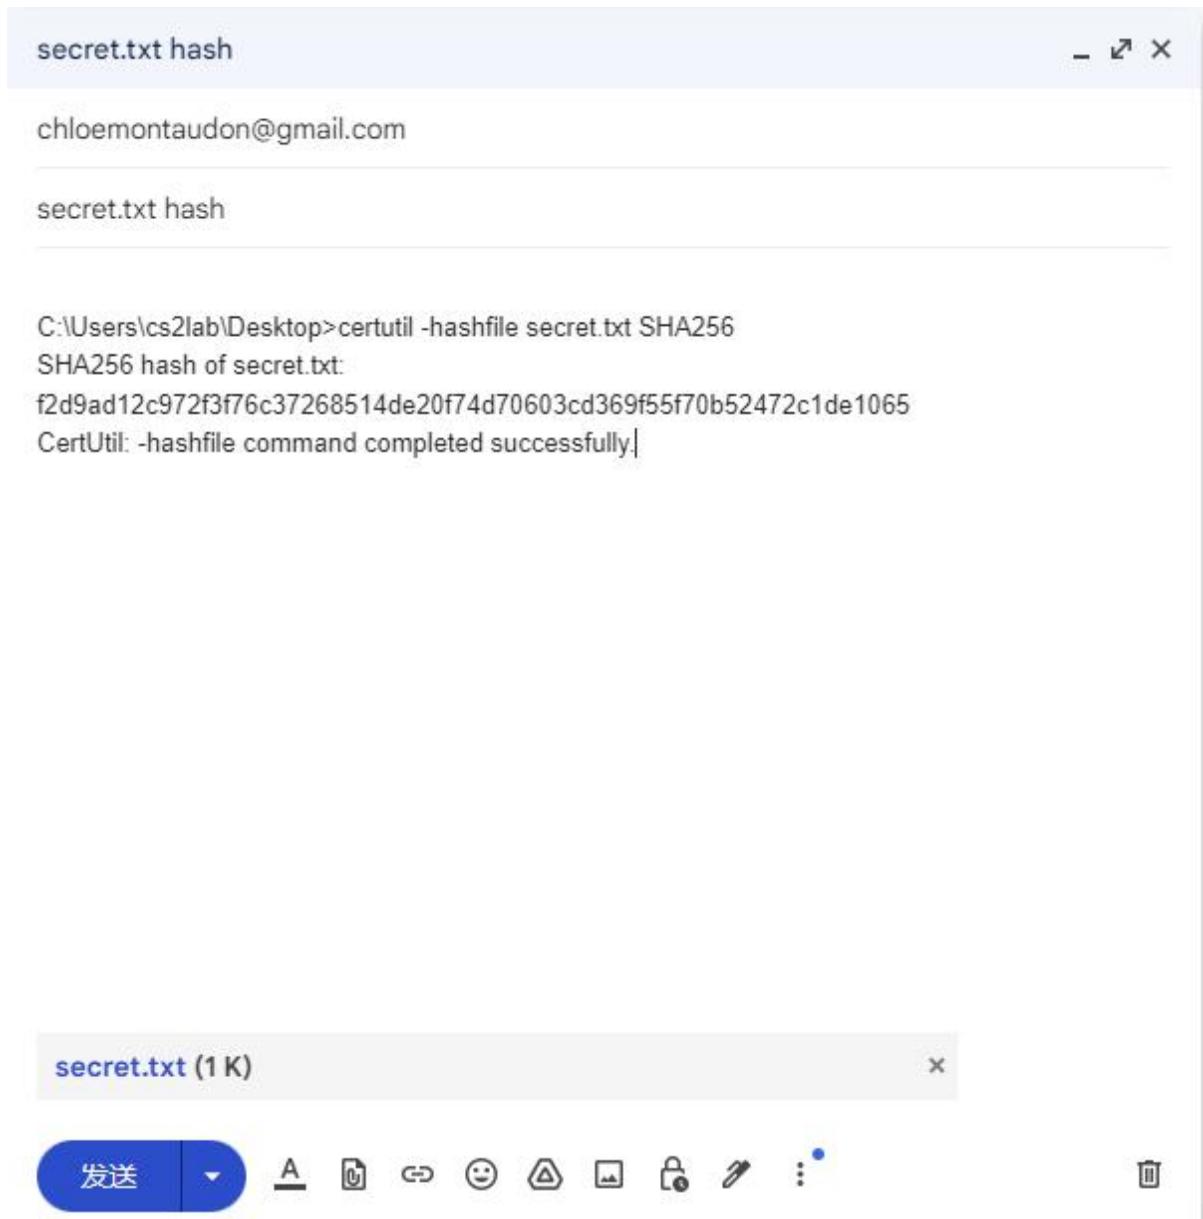 secret.txt hash
chloemontaudon@gmail.com
secret.txt hash
C:\Users\cs2lab\Desktop>certutil -hashfile secret.txt SHA256
SHA256 hash of secret.txt:
f2d9ad12c972f3f76c37268514de20f74d70603cd369f55f70b52472c1de1065
CertUtil: -hashfile command completed successfully.
secret.txt (1 K)
发送